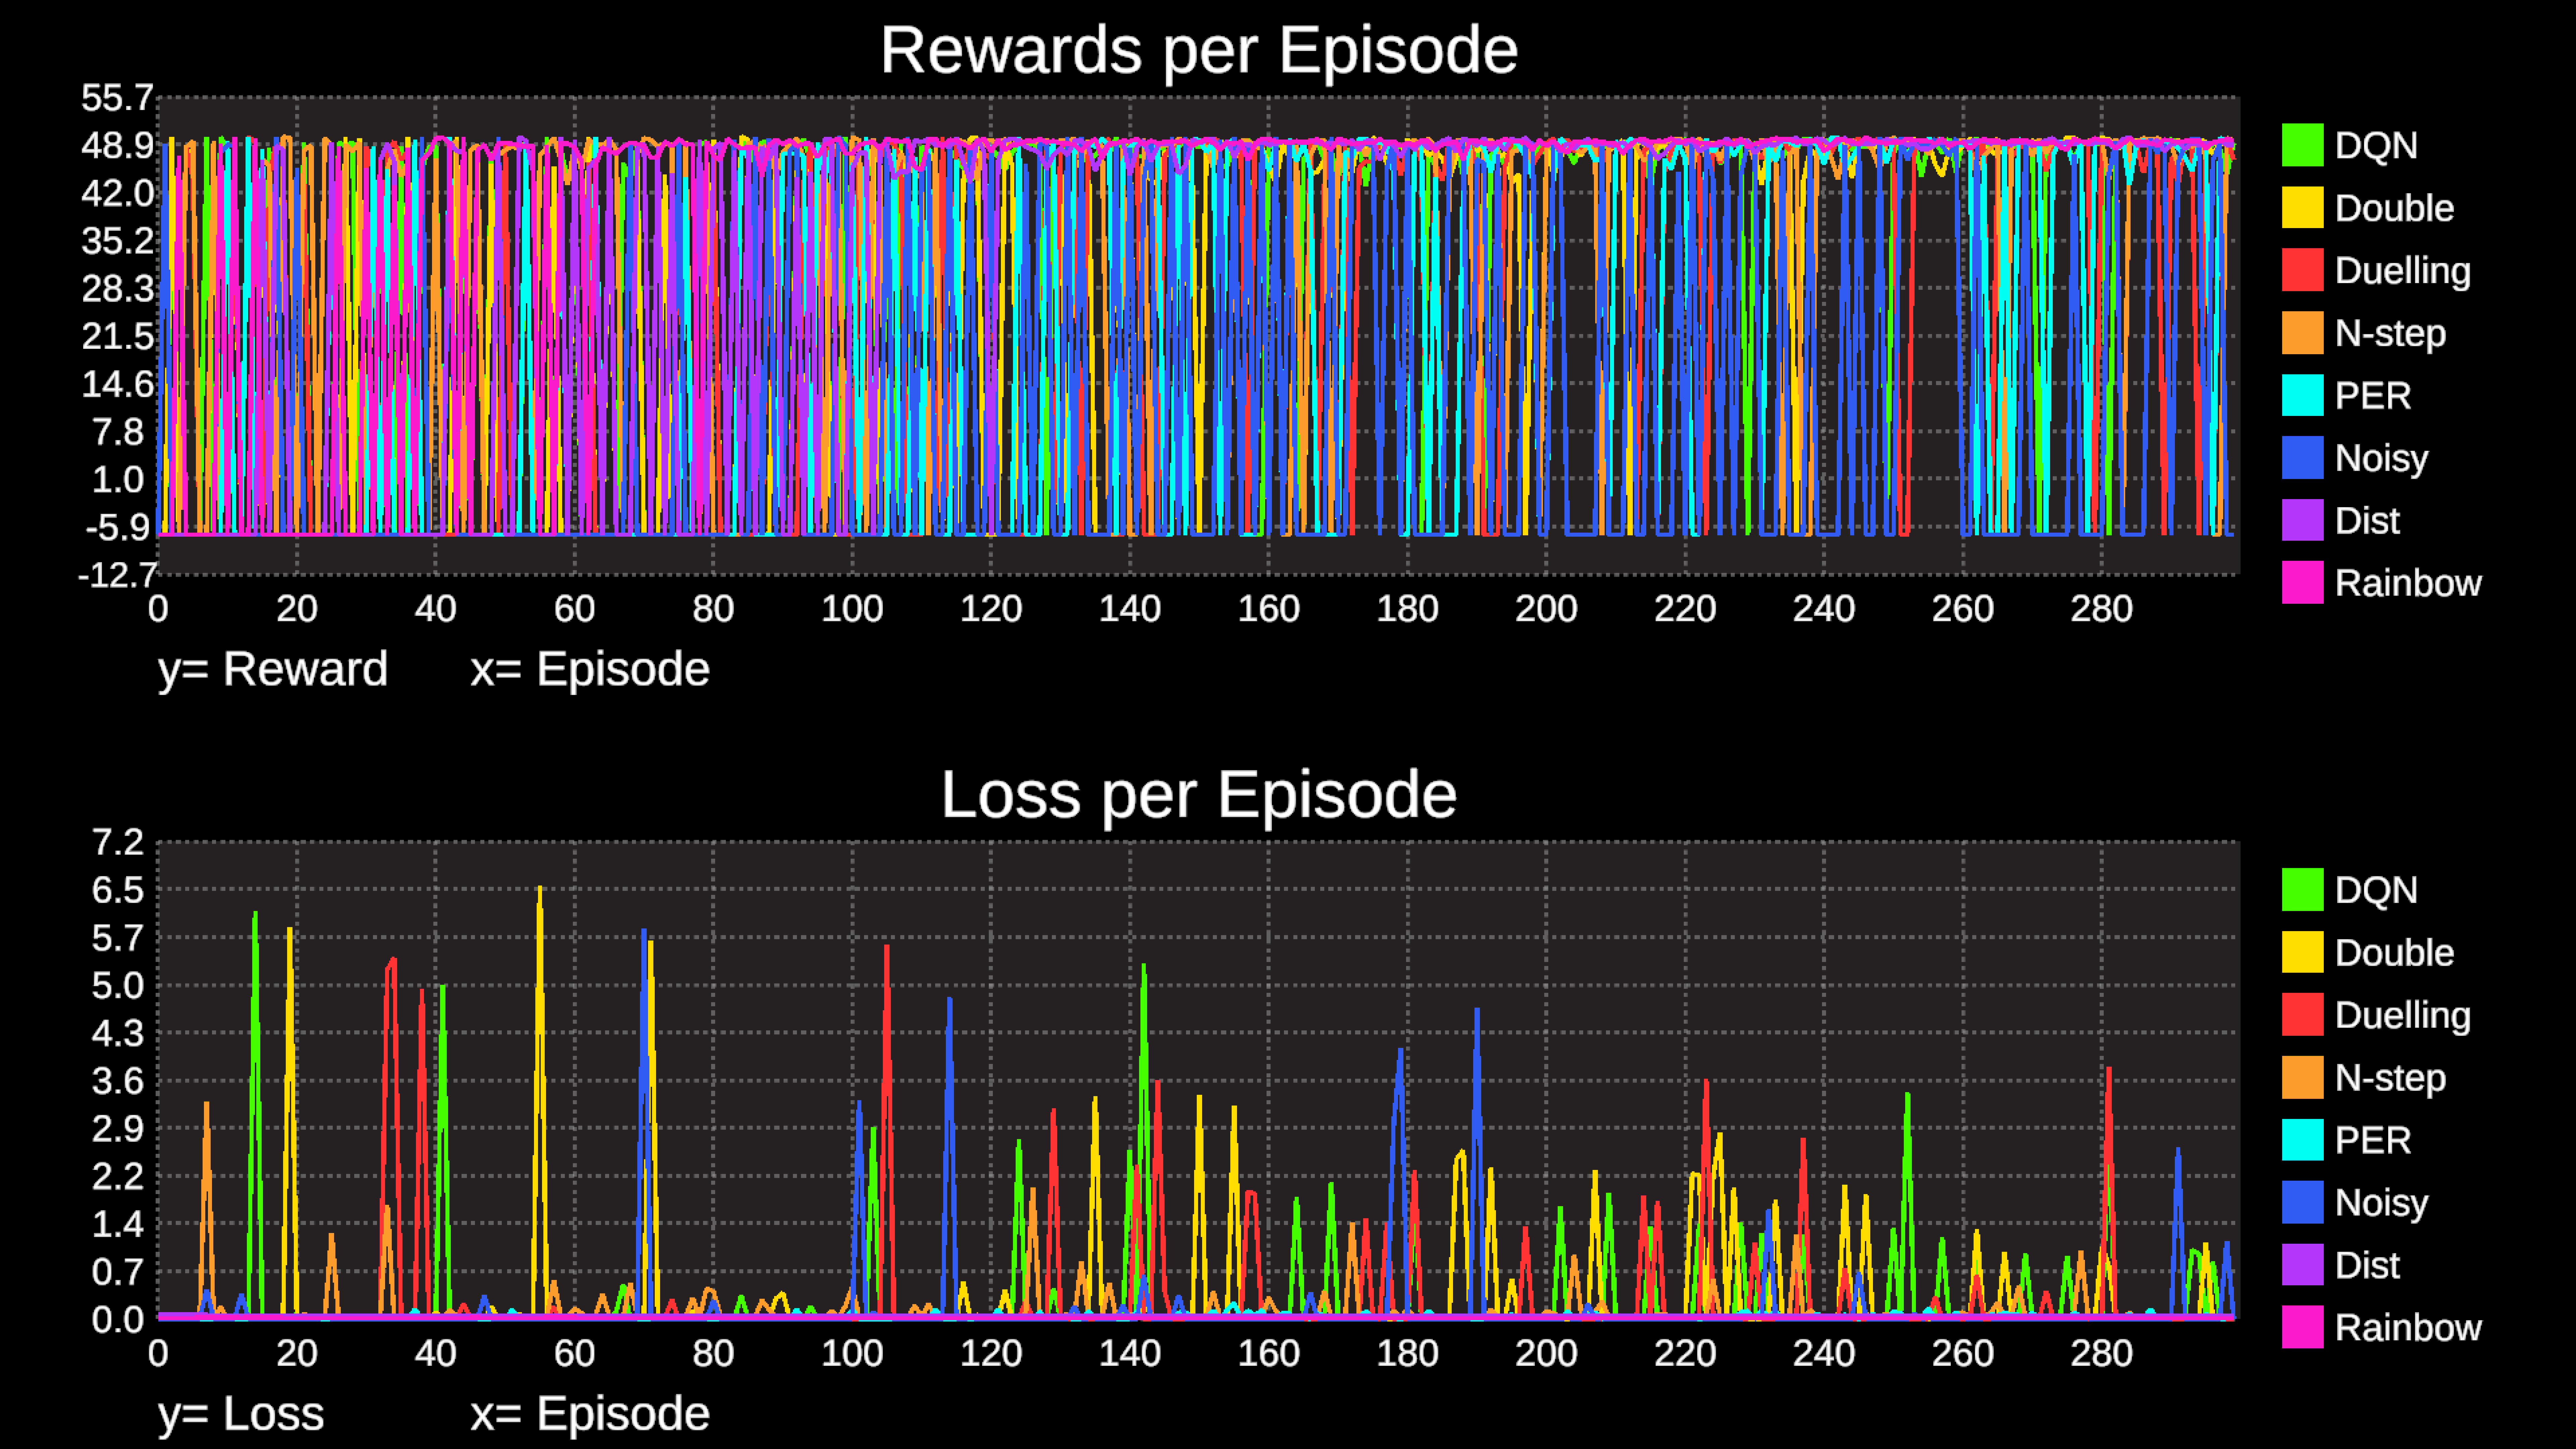 Rewards per Episode
55.7
48.9
42.0
35.2
28.3
21.5
14.6
7.8
1.0
-5.9
-12.7
0 20 40 60 80 100 120 140 160 180 200 220 240 260 280
y= Reward x= Episode
DQN
Double
Duelling
N-step
PER
Noisy
Dist
Rainbow
Loss per Episode
7.2
6.5
5.7
5.0
4.3
3.6
2.9
2.2
1.4
0.7
0.0
0 20 40 60 80 100 120 140 160 180 200 220 240 260 280
y= Loss x= Episode
DQN
Double
Duelling
N-step
PER
Noisy
Dist
Rainbow